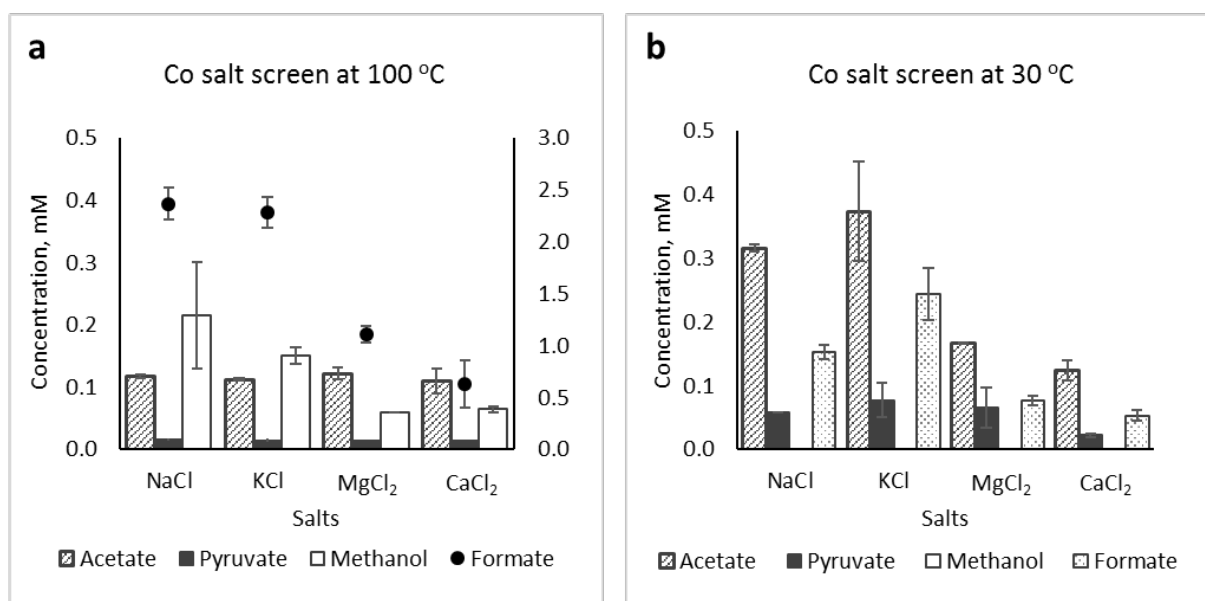 a
Co salt screen at 100 °C
Concentration, mM
0.5
0.4
0.3
0.2
0.1
0.0
3.0
2.5
2.0
1.5
1.0
0.5
0.0
NaCl KCl MgCl₂ CaCl₂
Salts
Acetate Pyruvate Methanol Formate
b
Co salt screen at 30 °C
Concentration, mM
0.5
0.4
0.3
0.2
0.1
0.0
NaCl KCl MgCl₂ CaCl₂
Salts
Acetate Pyruvate Methanol Formate